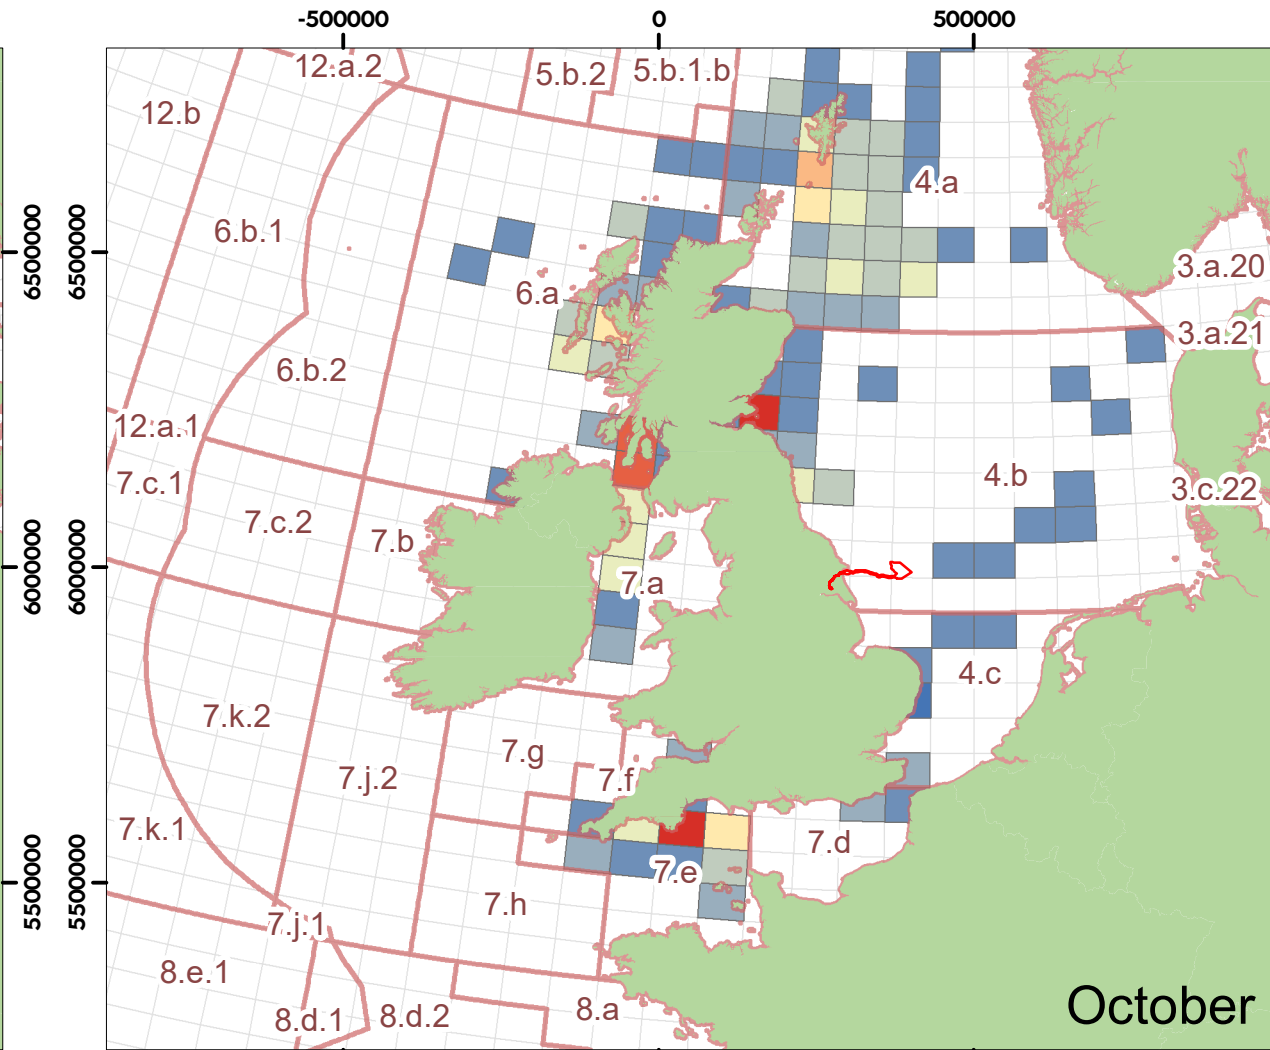 -500000 0 500000
12.a.2
5.b.2
5.b.1.b
12.b
4.a
6.b.1
3.a.20
6500000
6500000
6.a
3.a.21
6.b.2
12.a.1
4.b
7.c.1
3.c.22
7.c.2
7.b
6000000
6000000
7.a
4.c
7.k.2
7.g
7.j.2
7.f
7.k.1
7.d
7.e
5500000
5500000
7.h
7.j.1
8.e.1
8.d.1
8.d.2
8.a
October